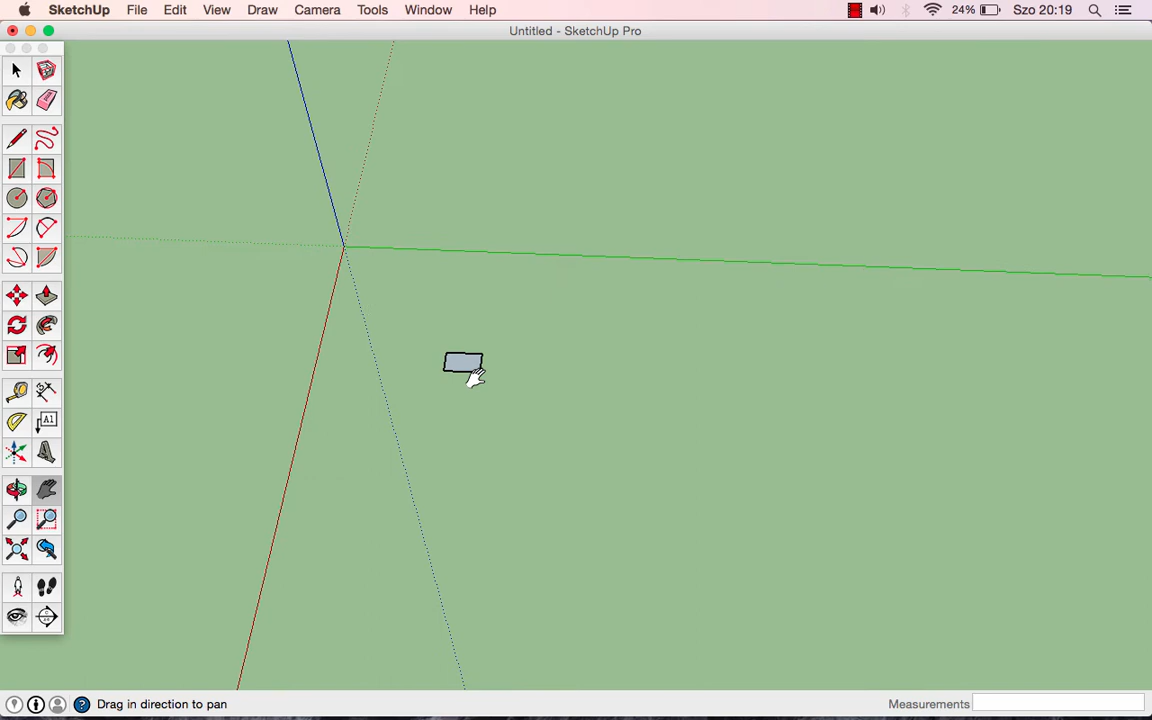 SketchUp File Edit View Draw Camera Tools Window Help 24% Szo 20:19
Untitled - SketchUp Pro
A1
Drag in direction to pan Measurements